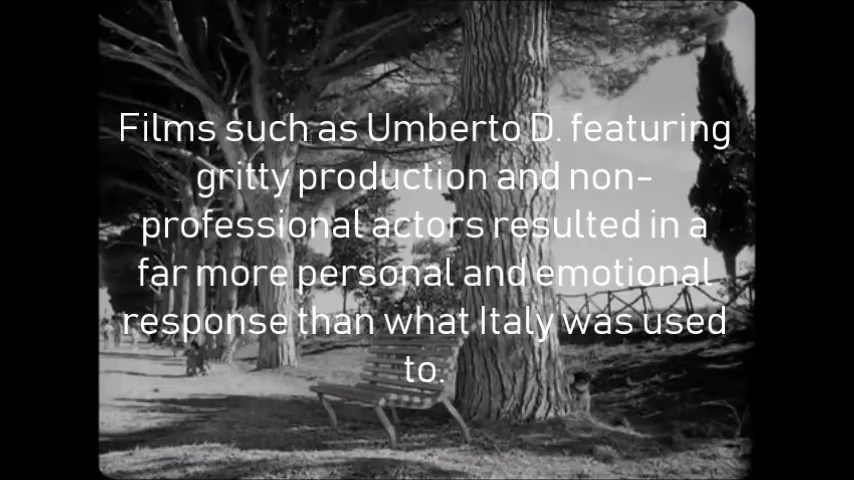 Films such as Umberto D. featuring
gritty production and non-
professional actors resulted in a
far more personal and emotional
response than what Italy was used
to.